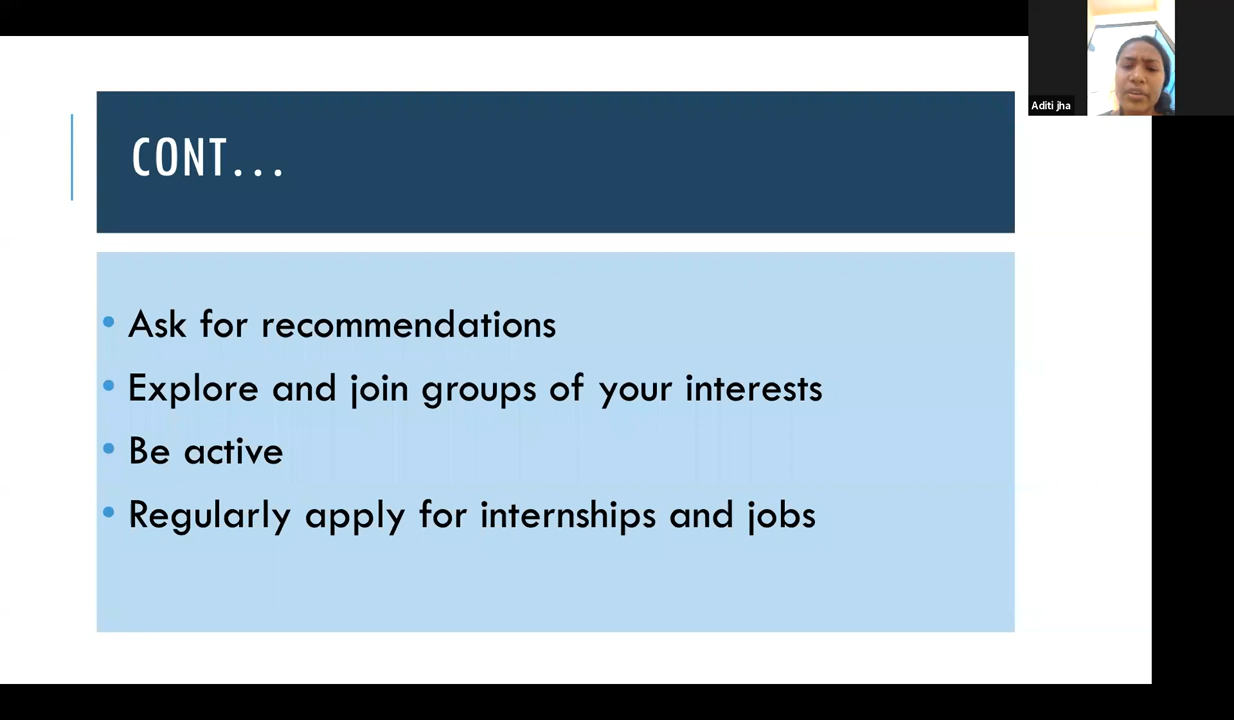 CONT...
• Ask for recommendations
• Explore and join groups of your interests
• Be active
• Regularly apply for internships and jobs
Aditi jha